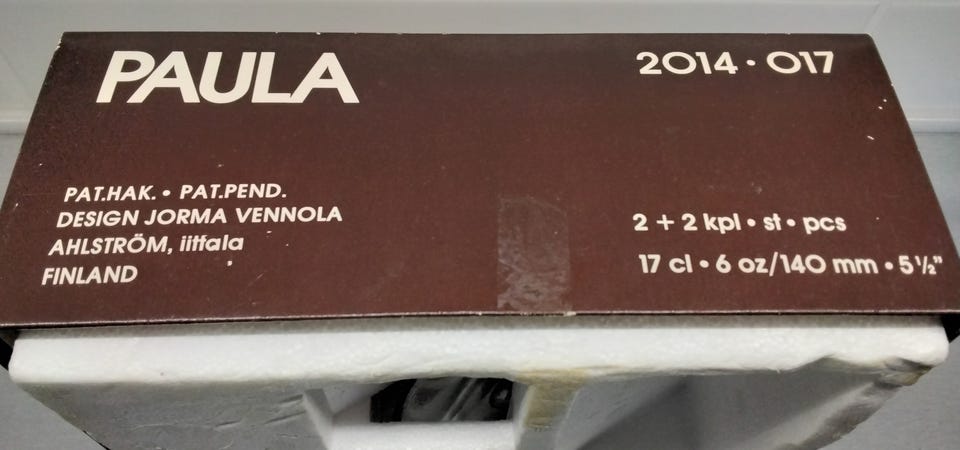 PAULA
2014 • 017
PAT.HAK. • PAT.PEND.
DESIGN JORMA VENNOLA
AHLSTRÖM, iittala
FINLAND
2 + 2 kpl • st • pcs
17 cl • 6 oz/140 mm • 5½"